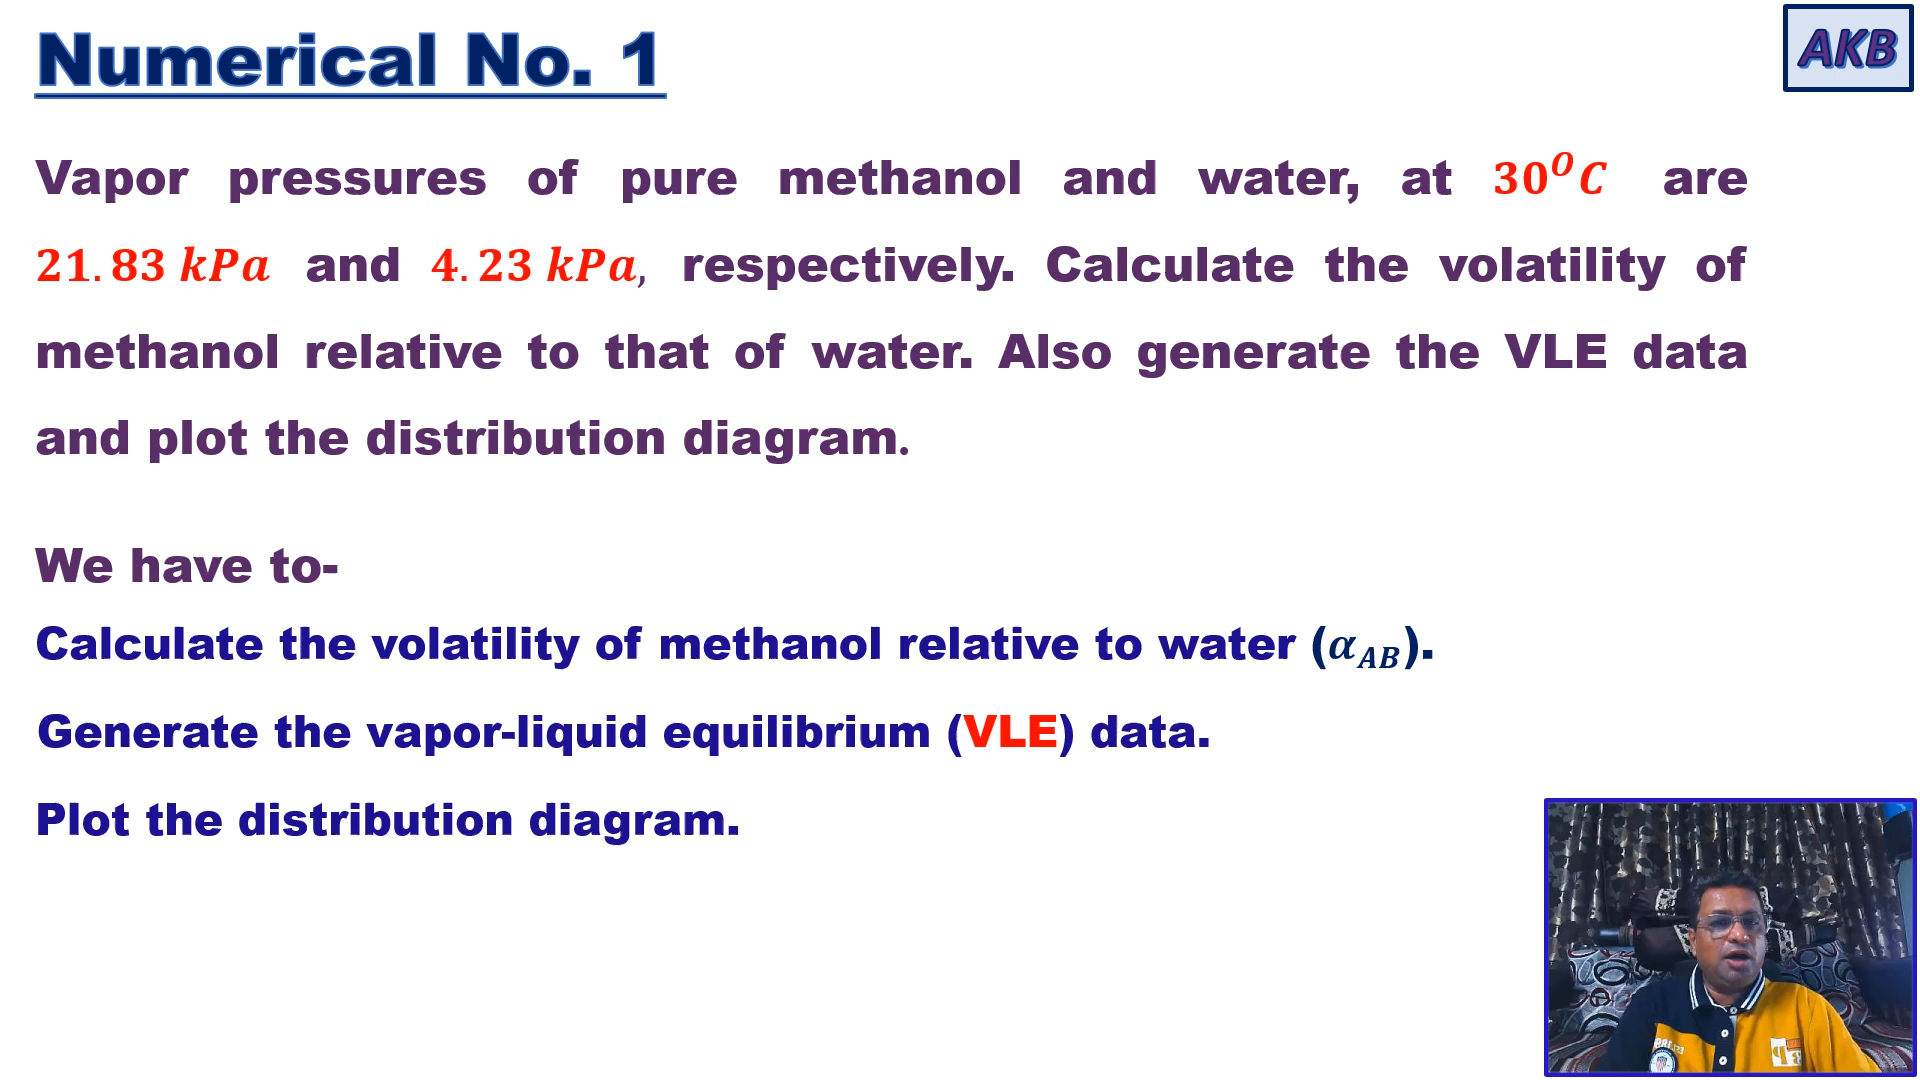 Numerical No. 1
AKB
Vapor pressures of pure methanol and water, at 30^O C are
21.83 kPa and 4.23 kPa, respectively. Calculate the volatility of
methanol relative to that of water. Also generate the VLE data
and plot the distribution diagram.
We have to-
Calculate the volatility of methanol relative to water (α_AB).
Generate the vapor-liquid equilibrium (VLE) data.
Plot the distribution diagram.